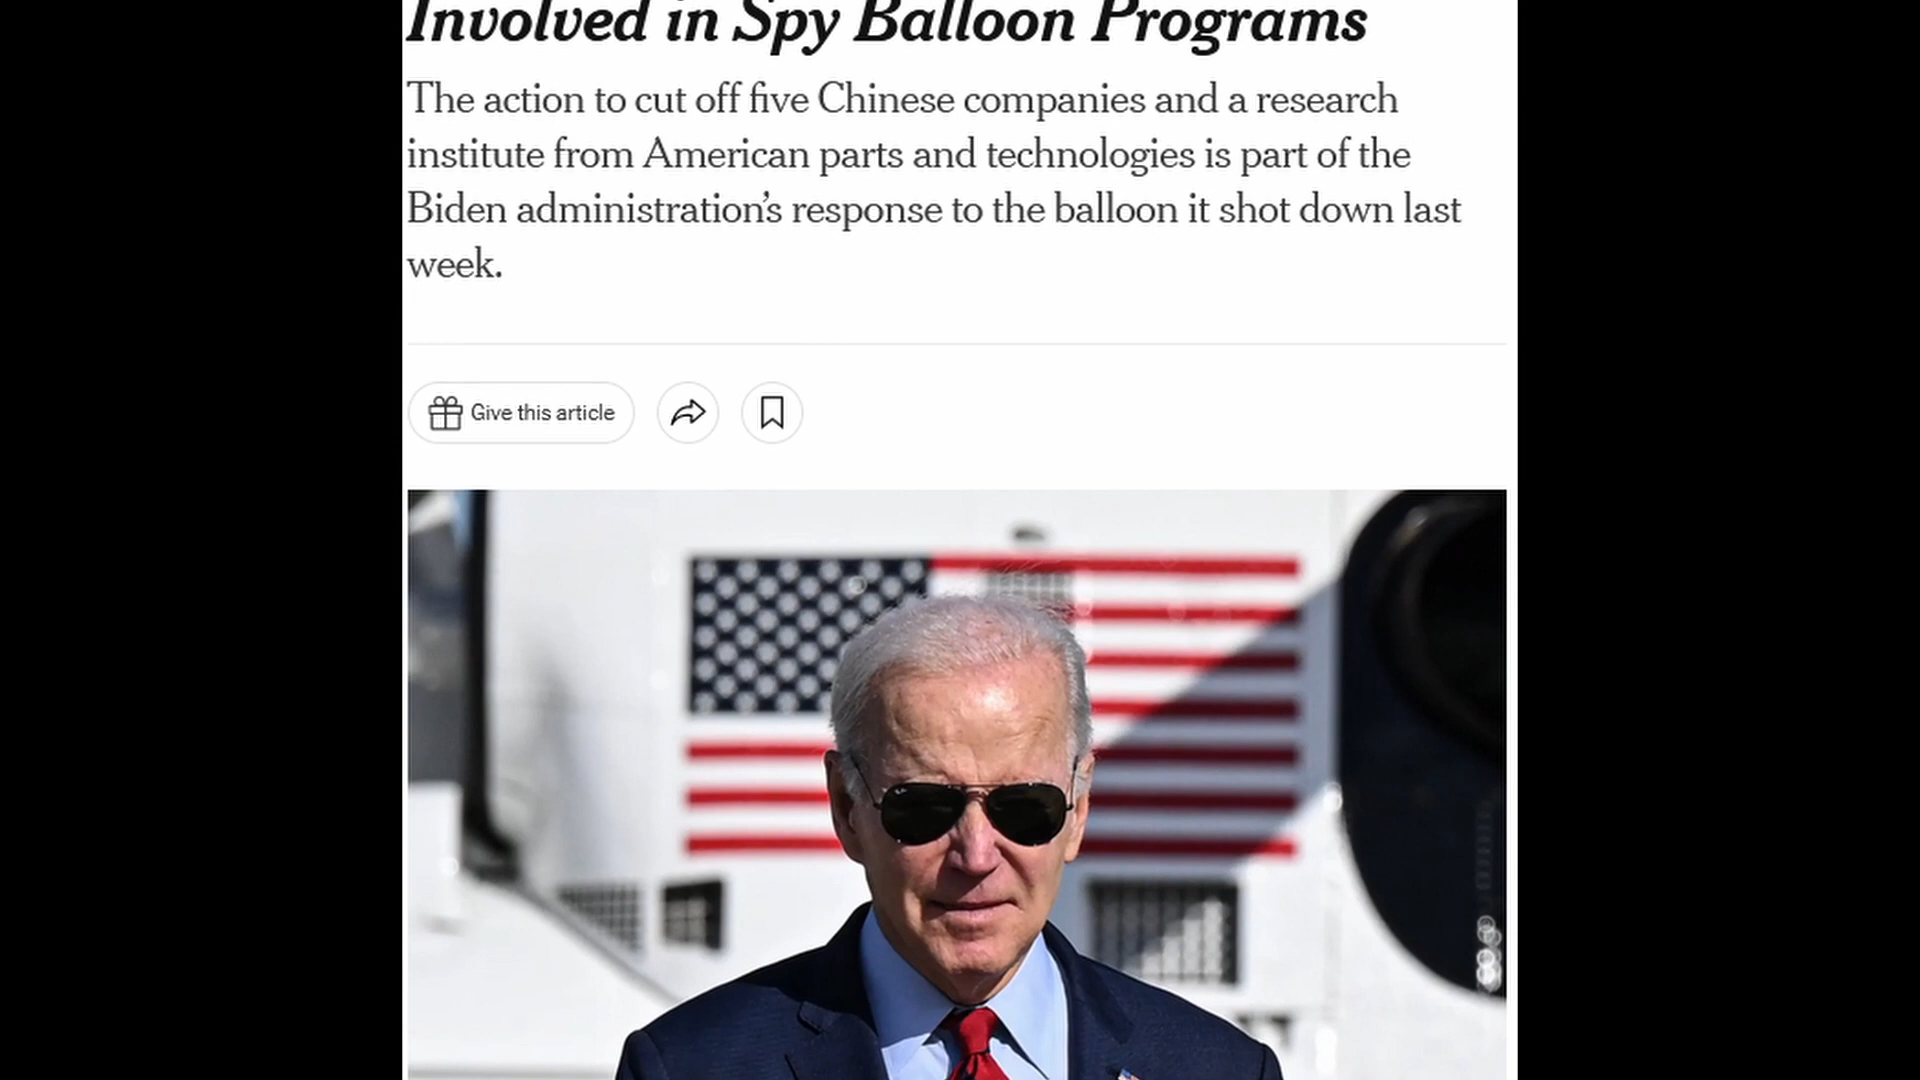 Involved in Spy Balloon Programs
The action to cut off five Chinese companies and a research
institute from American parts and technologies is part of the
Biden administration’s response to the balloon it shot down last
week.
Give this article